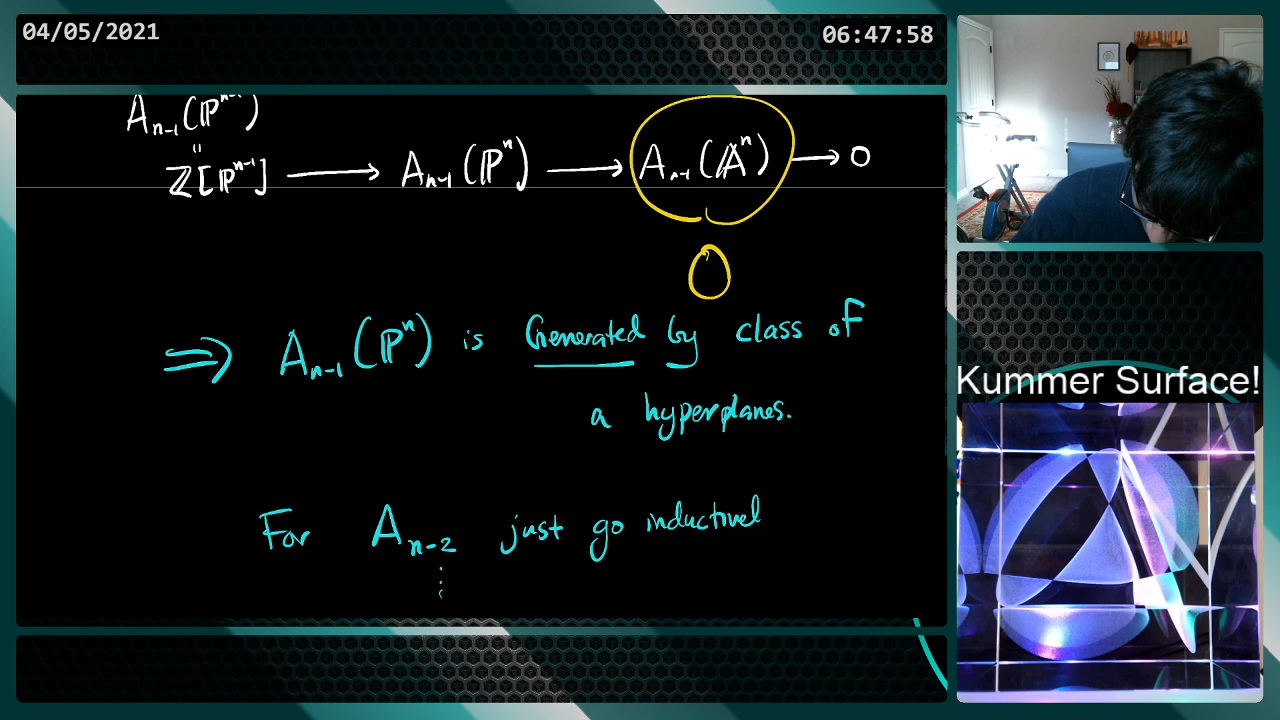 04/05/2021
06:47:58
A_{n-1}(ℙ^{n-1})
"
ℤ[ℙ^{n-1}] ⟶ A_{n-1}(ℙ^n) ⟶ A_{n-1}(𝔸^n) ⟶ 0
0
⟹ A_{n-1}(ℙ^n) is Generated by class of
a hyperplanes.
For A_{n-2} just go inductivel
⋮
Kummer Surface!